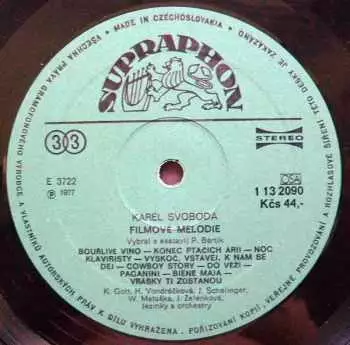 MADE IN CZECHOSLOVAKIA • VŠECHNA PRÁVA GRAMOFONOVÉHO VÝROBCE A VLASTNÍKŮ AUTORSKÝCH PRÁV K DÍLU VYHRAZENA. POŘIZOVÁNÍ KOPIÍ, VEŘEJNÉ PROVOZOVÁNÍ A ROZHLASOVÉ ŠÍŘENÍ TÉTO DESKY JE ZAKÁZÁNO
SUPRAPHON
33
STEREO
E 3722
℗ 1977
OSA
1 13 2090
Kčs 44,-
KAREL SVOBODA
FILMOVÉ MELODIE
Vybral a sestavil P. Bartík
BOUŘLIVÉ VÍNO — KONEC PTAČÍCH ÁRIÍ — NOC
KLAVÍRISTY — VYSKOČ, VSTÁVEJ, K NÁM SE
DEJ — COWBOY STORY — DO VĚŽÍ —
PAGANINI — BIENE MAJA —
VRÁSKY TI ZŮSTANOU
K. Gott, H. Vondráčková, J. Schelinger,
W. Matuška, J. Zelenková,
Jezinky a orchestry